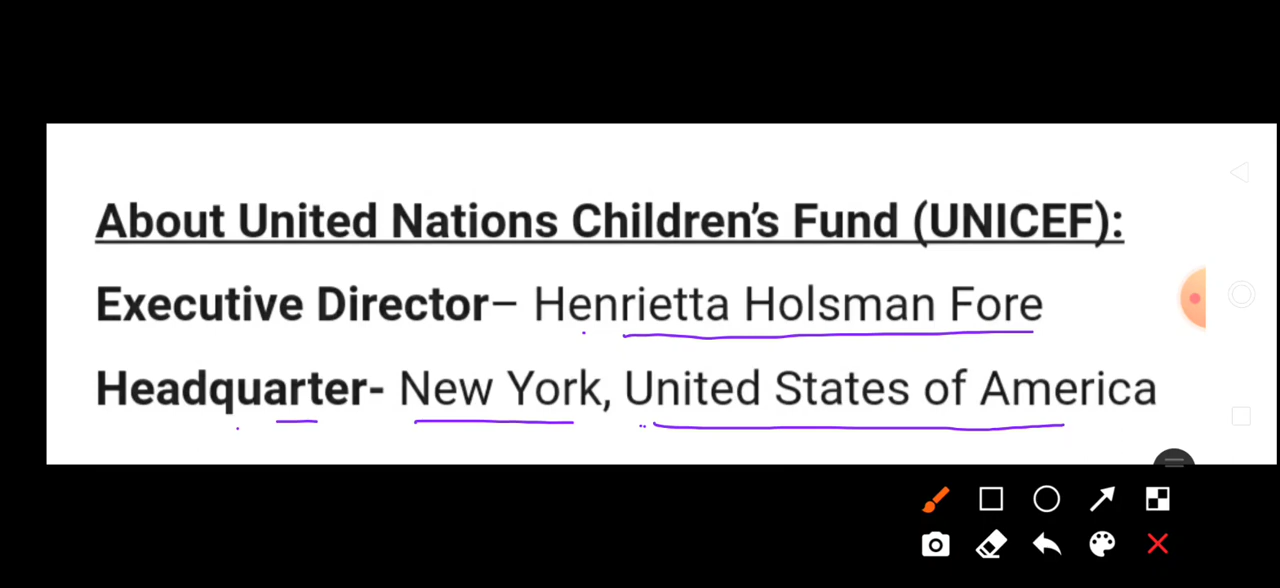 About United Nations Children’s Fund (UNICEF):
Executive Director– Henrietta Holsman Fore
Headquarter- New York, United States of America